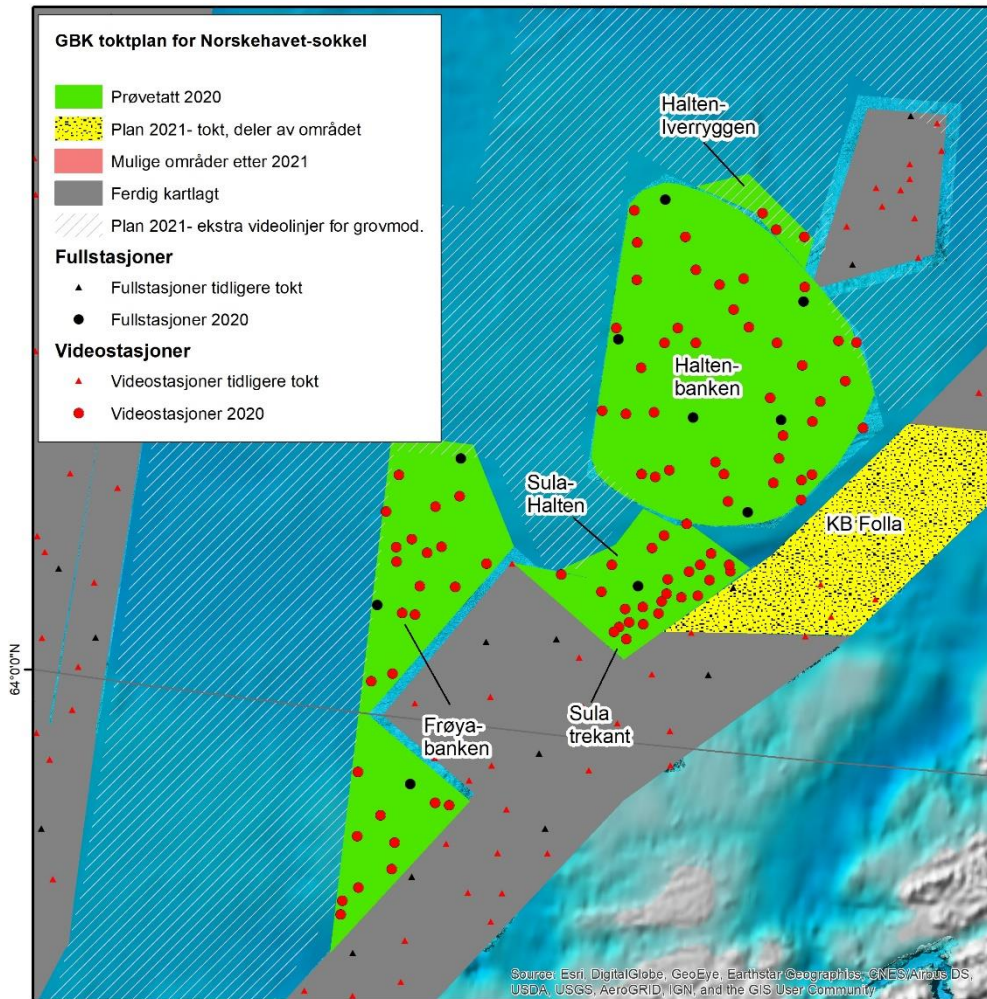 GBK toktplan for Norskehavet-sokkel
Prøvetatt 2020
Plan 2021- tokt, deler av området
Mulige områder etter 2021
Ferdig kartlagt
Plan 2021- ekstra videolinjer for grovmod.
Fullstasjoner
Fullstasjoner tidligere tokt
Fullstasjoner 2020
Videostasjoner
Videostasjoner tidligere tokt
Videostasjoner 2020
Halten-
Iverryggen
Halten-
banken
Sula-
Halten
KB Folla
64°0'0"N
Frøya-
banken
Sula
trekant
Source: Esri, DigitalGlobe, GeoEye, Earthstar Geographics, CNES/Airbus DS,
USDA, USGS, AeroGRID, IGN, and the GIS User Community